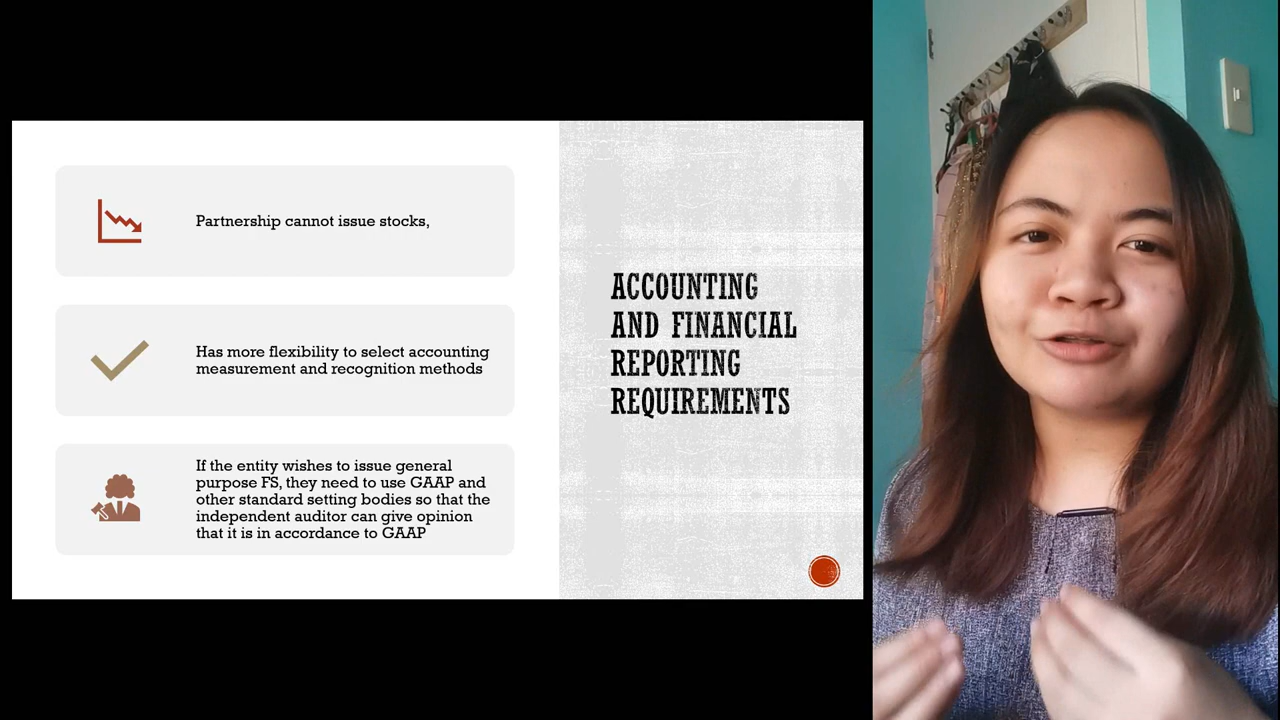 Partnership cannot issue stocks,
Has more flexibility to select accounting
measurement and recognition methods
If the entity wishes to issue general
purpose FS, they need to use GAAP and
other standard setting bodies so that the
independent auditor can give opinion
that it is in accordance to GAAP
ACCOUNTING
AND FINANCIAL
REPORTING
REQUIREMENTS